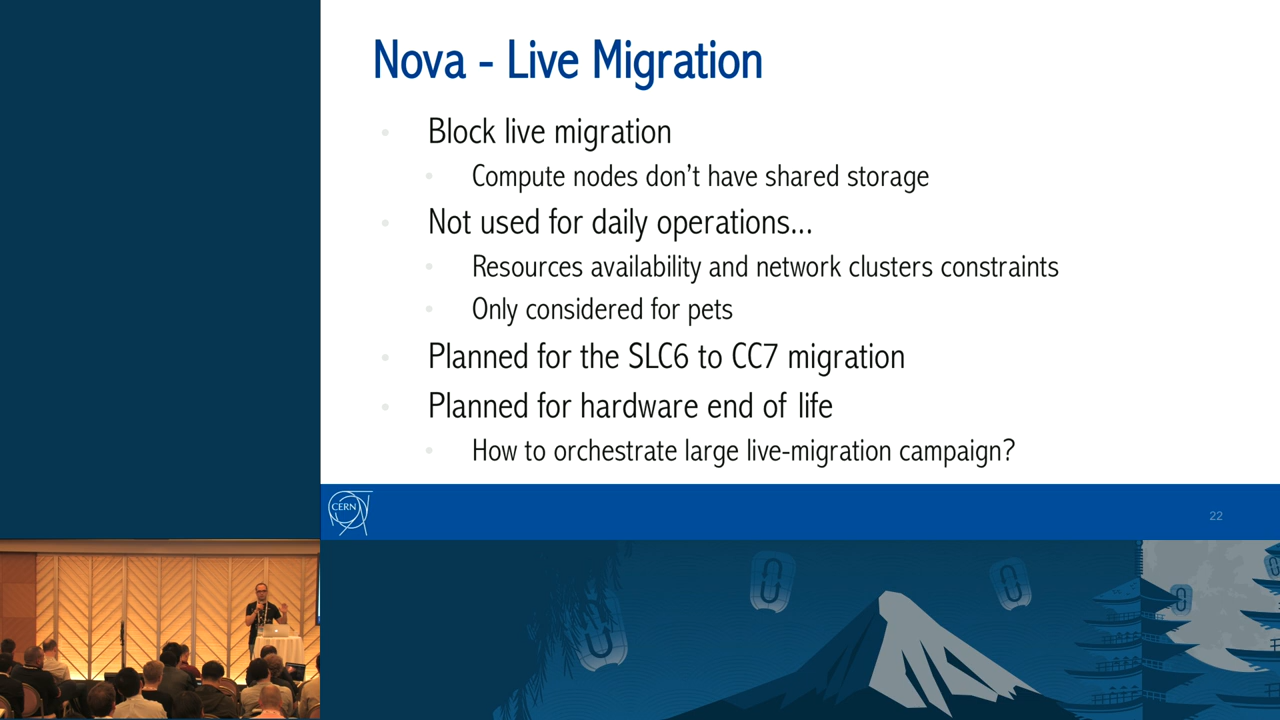 Nova - Live Migration
Block live migration
Compute nodes don't have shared storage
Not used for daily operations...
Resources availability and network clusters constraints
Only considered for pets
Planned for the SLC6 to CC7 migration
Planned for hardware end of life
How to orchestrate large live-migration campaign?
CERN
22